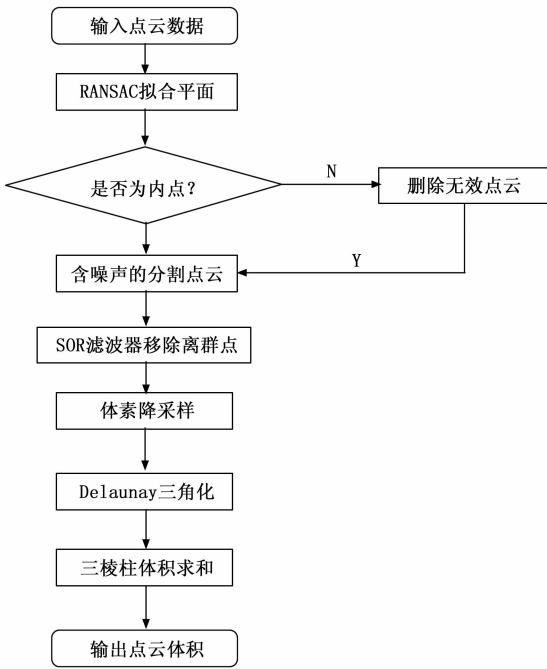 输入点云数据
RANSAC拟合平面
是否为内点？
N
删除无效点云
Y
含噪声的分割点云
SOR滤波器移除离群点
体素降采样
Delaunay三角化
三棱柱体积求和
输出点云体积